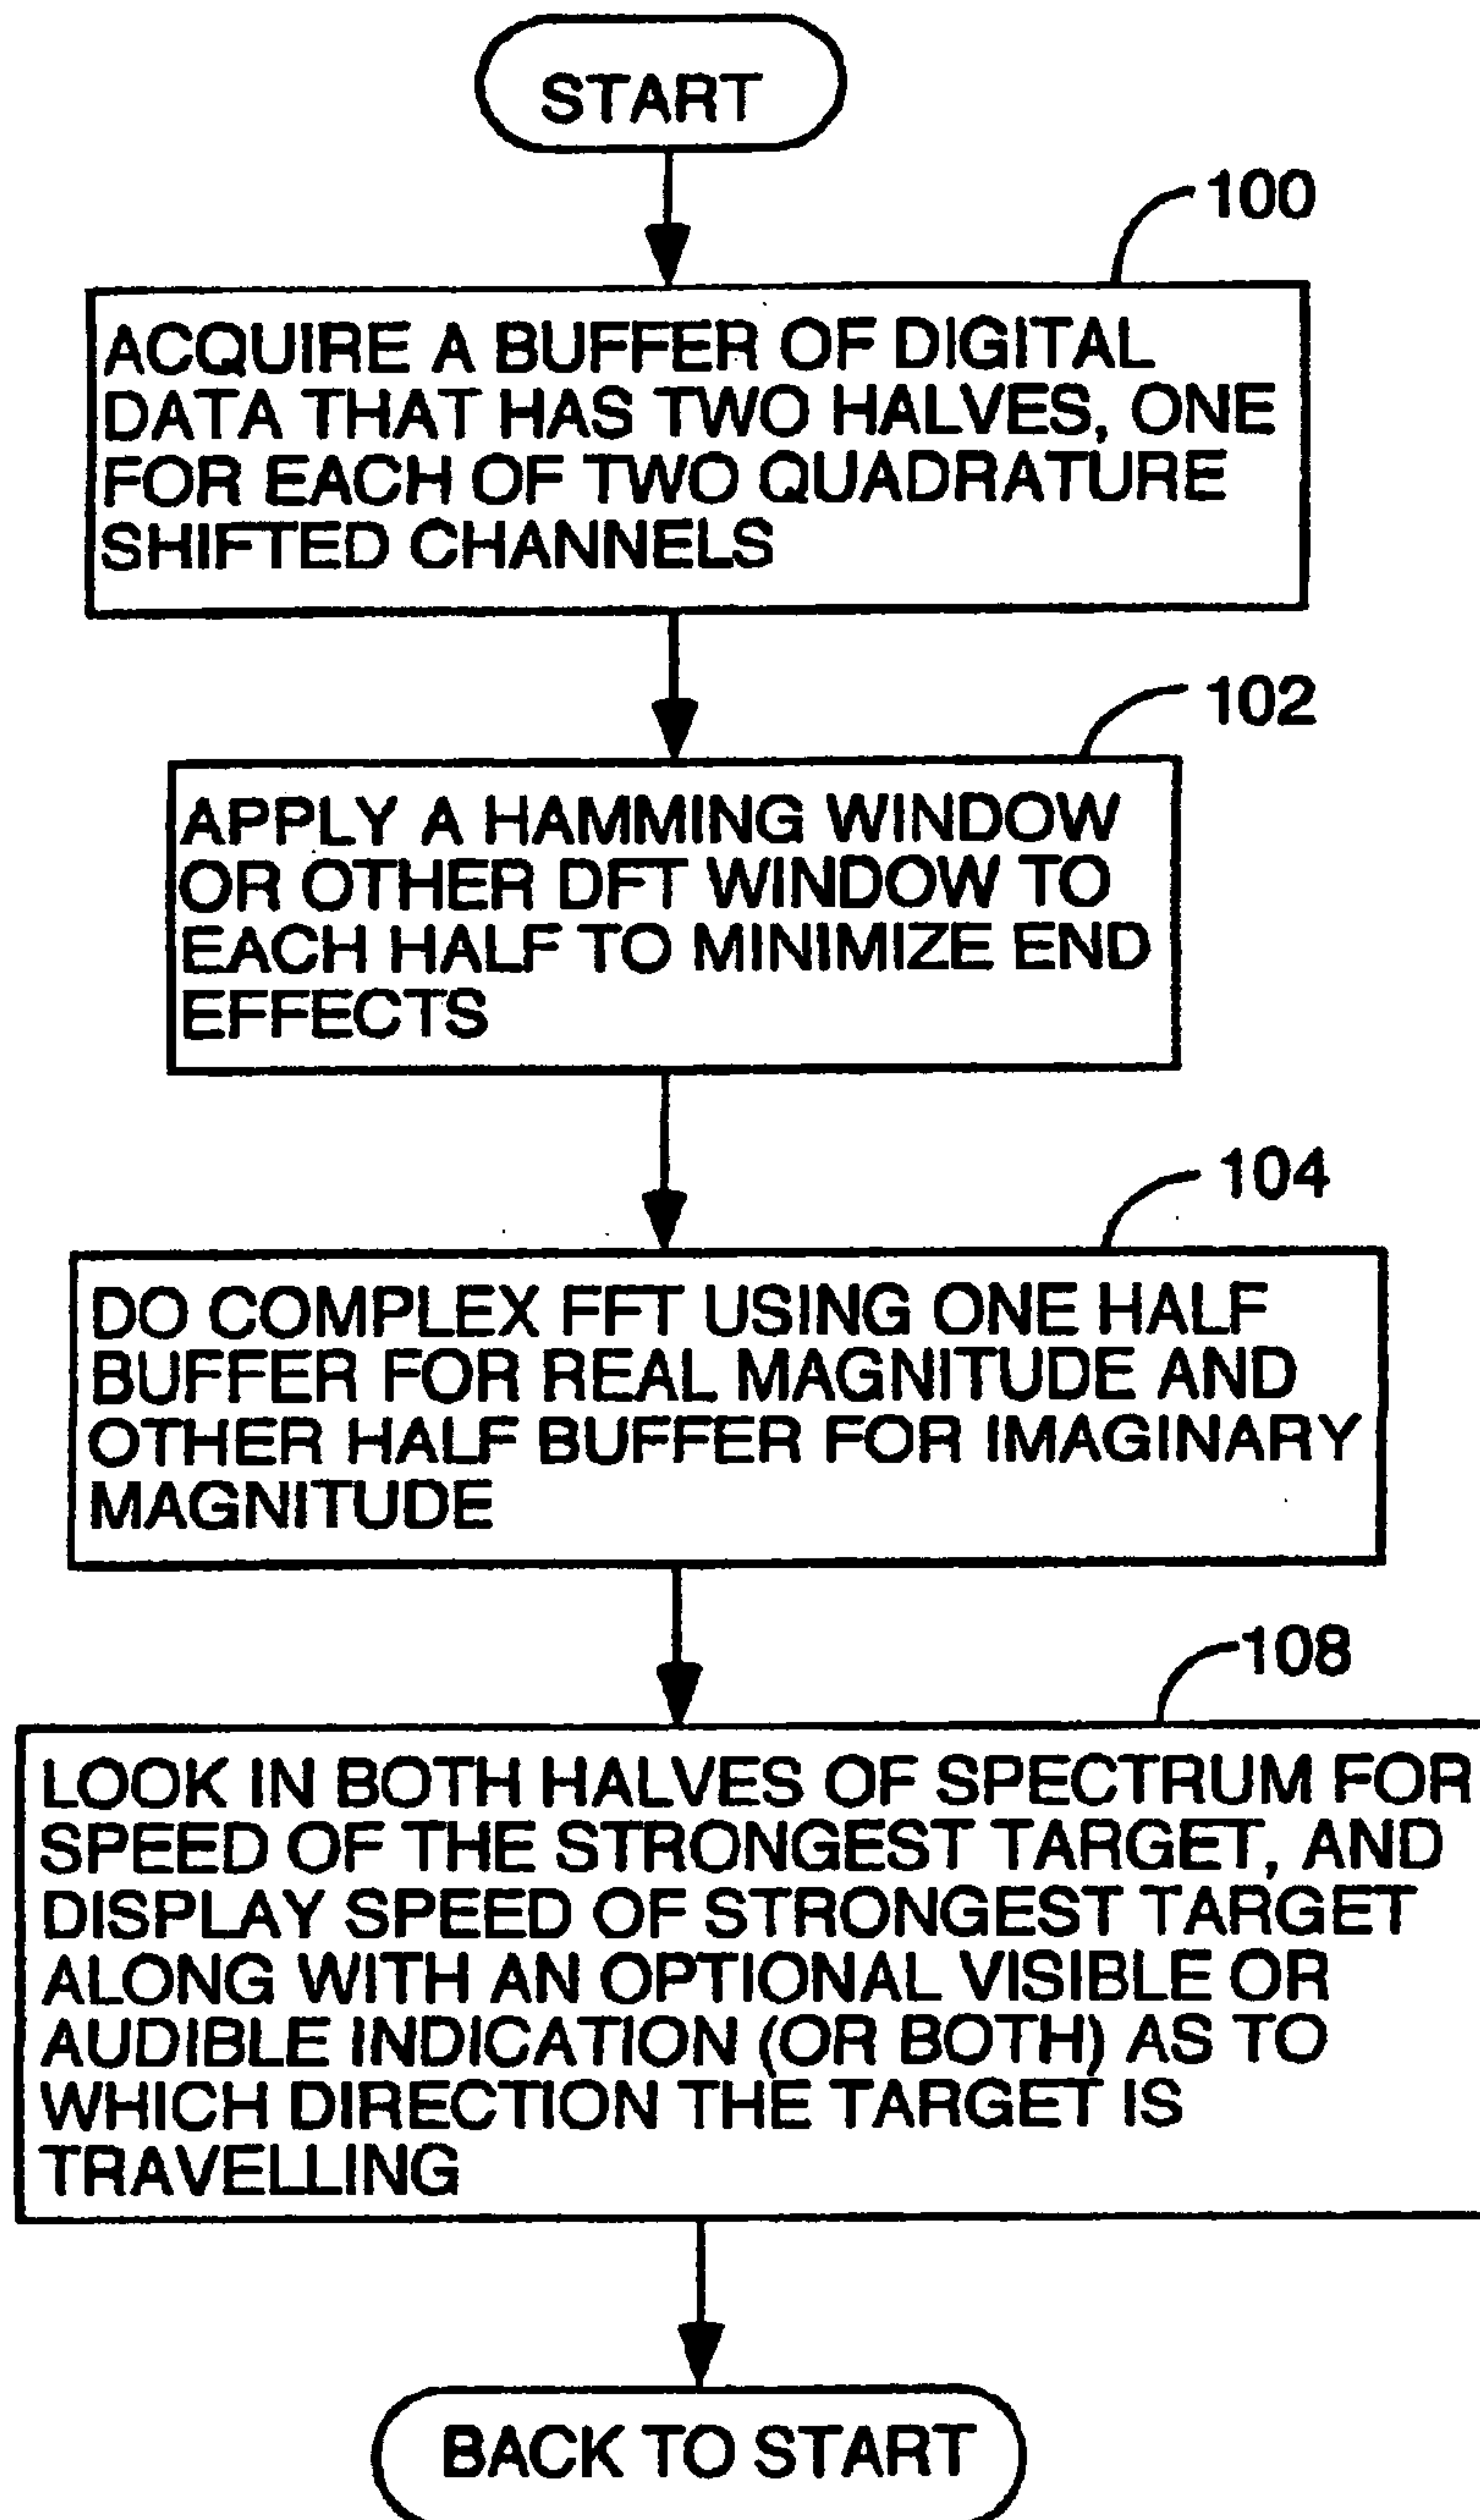 START
100
ACQUIRE A BUFFER OF DIGITAL
DATA THAT HAS TWO HALVES, ONE
FOR EACH OF TWO QUADRATURE
SHIFTED CHANNELS
102
APPLY A HAMMING WINDOW
OR OTHER DFT WINDOW TO
EACH HALF TO MINIMIZE END
EFFECTS
104
DO COMPLEX FFT USING ONE HALF
BUFFER FOR REAL MAGNITUDE AND
OTHER HALF BUFFER FOR IMAGINARY
MAGNITUDE
108
LOOK IN BOTH HALVES OF SPECTRUM FOR
SPEED OF THE STRONGEST TARGET, AND
DISPLAY SPEED OF STRONGEST TARGET
ALONG WITH AN OPTIONAL VISIBLE OR
AUDIBLE INDICATION (OR BOTH) AS TO
WHICH DIRECTION THE TARGET IS
TRAVELLING
BACK TO START